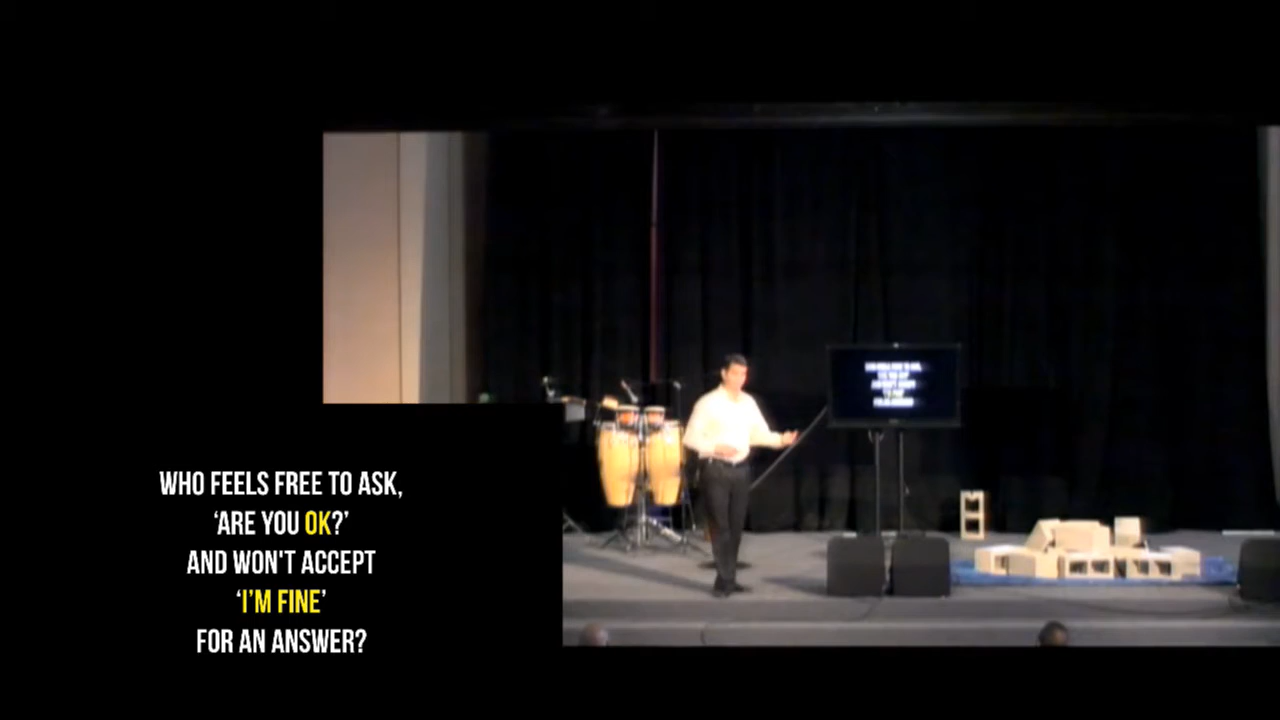 WHO FEELS FREE TO ASK,
‘ARE YOU OK?’
AND WON'T ACCEPT
‘I’M FINE’
FOR AN ANSWER?